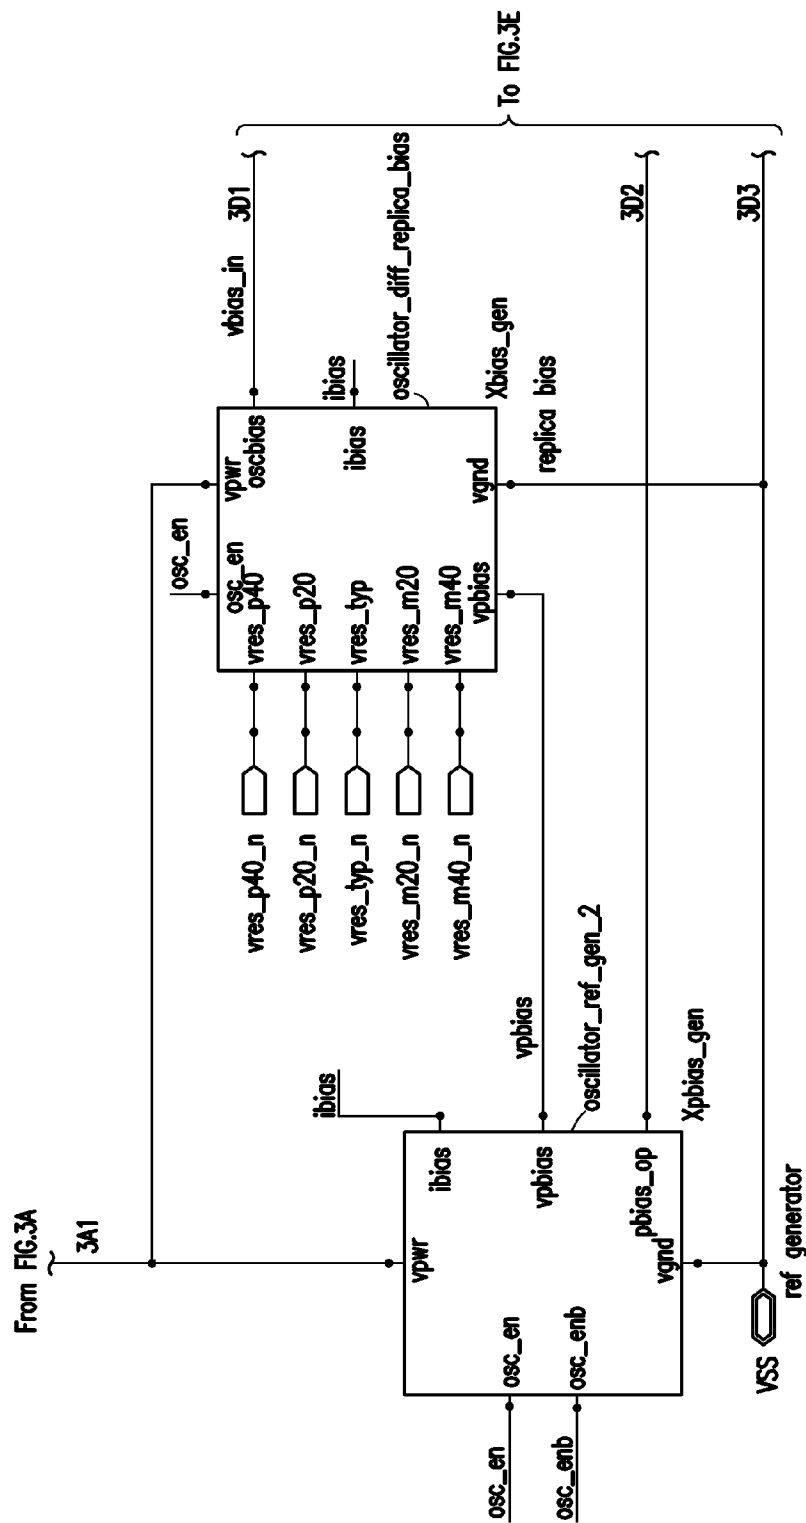 From FIG.3A
3A1
To FIG.3E
3D1
3D2
3D3
vbias_in
ibias
oscillator_diff_replica_bias
Xbias_gen
replica bias
osc_en
vpwr
oscbias
ibias
vgnd
osc_en
vres_p40
vres_p20
vres_typ
vres_m20
vres_m40
vpbias
vres_p40_n
vres_p20_n
vres_typ_n
vres_m20_n
vres_m40_n
vpbias
oscillator_ref_gen_2
Xpbias_gen
ibias
ibias
vpbias
pbias_op
vpwr
vgnd
osc_en
osc_enb
osc_en
osc_enb
VSS
ref generator